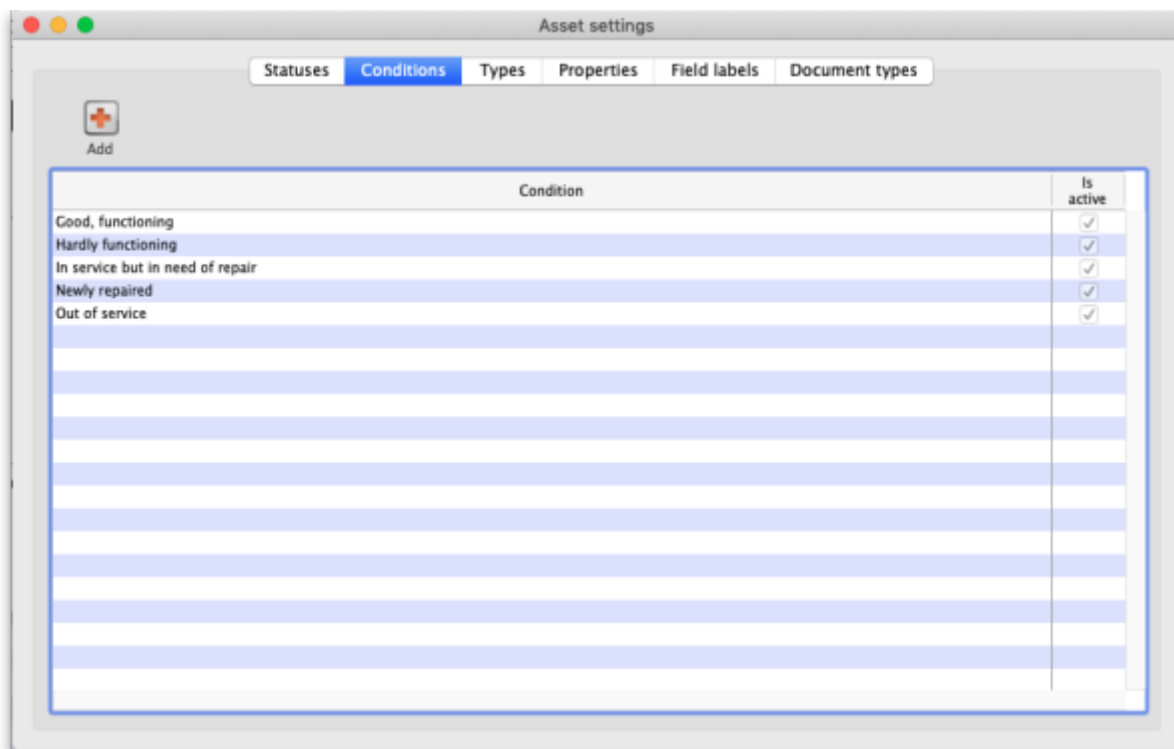 Asset settings
Statuses Conditions Types Properties Field labels Document types
Add
Condition Is active
Good, functioning
Hardly functioning
In service but in need of repair
Newly repaired
Out of service